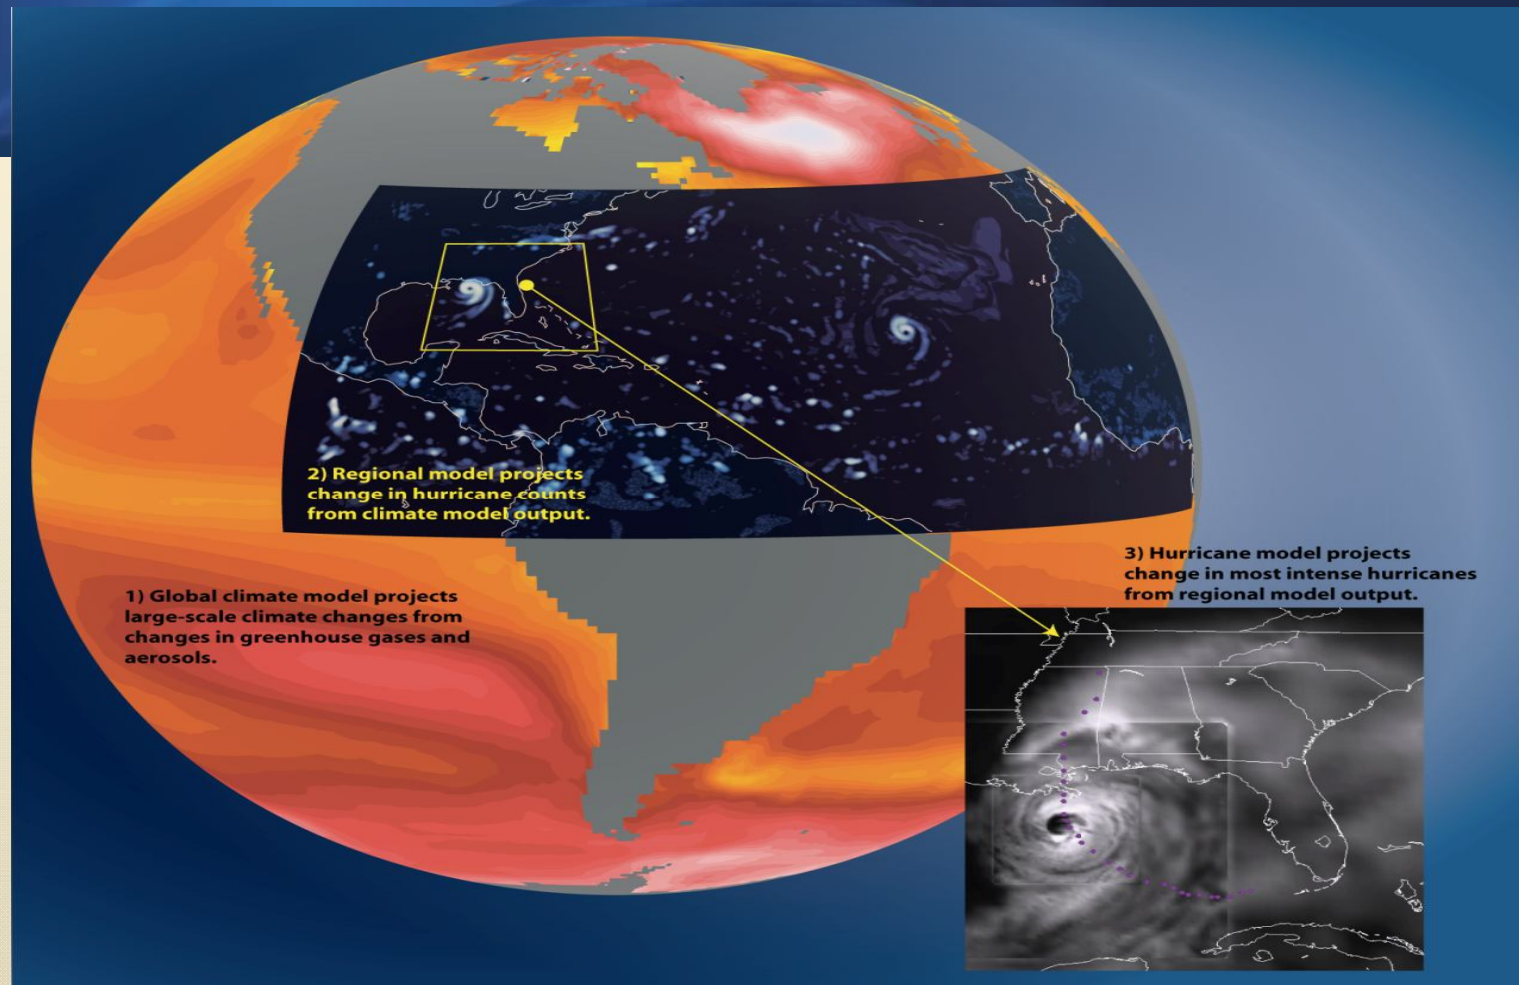 1) Global climate model projects
large-scale climate changes from
changes in greenhouse gases and
aerosols.
2) Regional model projects
change in hurricane counts
from climate model output.
3) Hurricane model projects
change in most intense hurricanes
from regional model output.